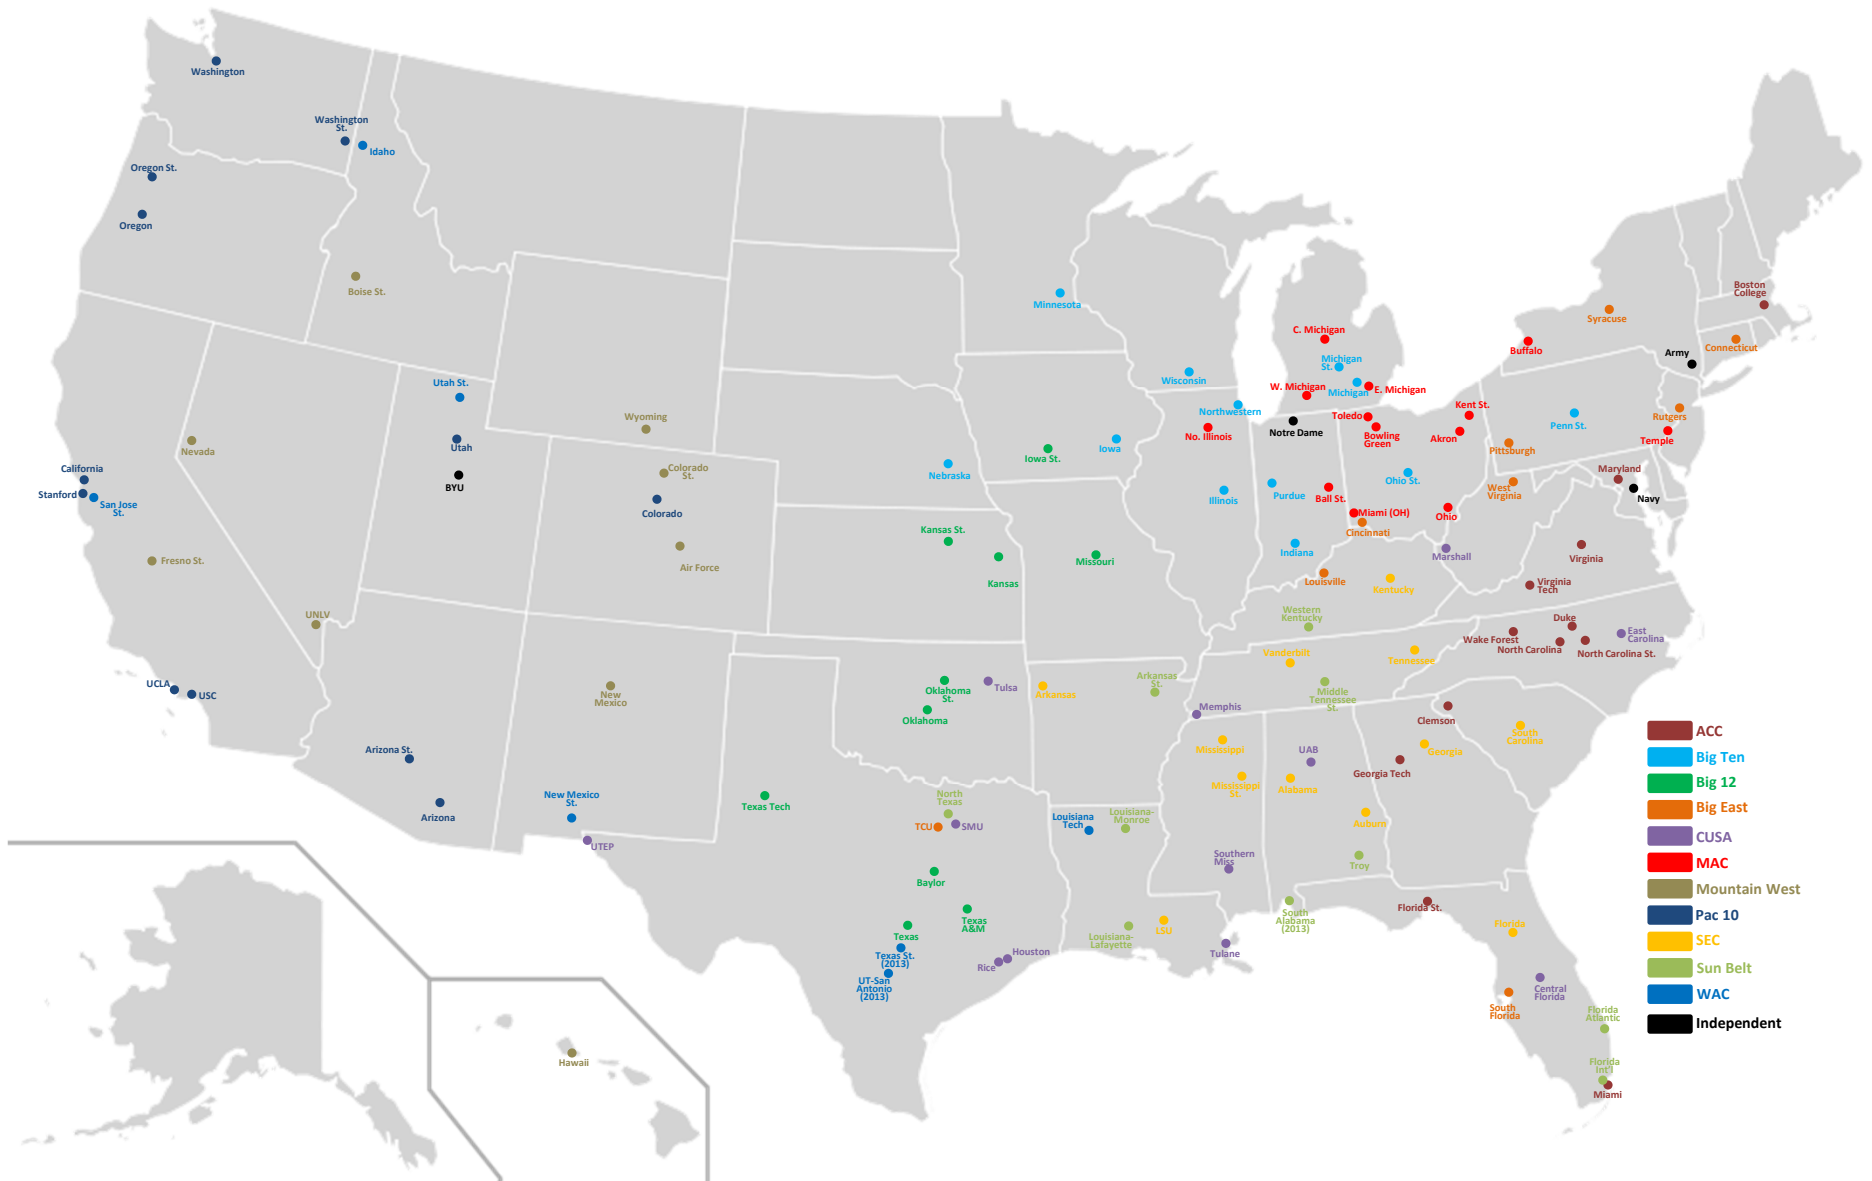 Washington
Washington
St.
Idaho
Oregon St.
Oregon
Boise St.
Minnesota
Boston
College
Syracuse
Connecticut
Army
Buffalo
C. Michigan
Michigan
St.
Michigan
E. Michigan
W. Michigan
Wisconsin
Northwestern
No. Illinois
Notre Dame
Toledo
Bowling
Green
Kent St.
Akron
Penn St.
Rutgers
Temple
Pittsburgh
Maryland
Navy
West
Virginia
Utah St.
Utah
BYU
Wyoming
Colorado
St.
Colorado
Air Force
Nevada
California
Stanford
San Jose
St.
Fresno St.
UNLV
UCLA
USC
Nebraska
Iowa St.
Iowa
Illinois
Purdue
Ball St.
Ohio St.
Miami (OH)
Cincinnati
Ohio
Indiana
Louisville
Kentucky
Marshall
Virginia
Virginia
Tech
Kansas St.
Kansas
Missouri
Western
Kentucky
Vanderbilt
Tennessee
Middle
Tennessee
St.
Duke
Wake Forest
North Carolina
North Carolina St.
East
Carolina
New
Mexico
Arizona St.
Arizona
New Mexico
St.
UTEP
Oklahoma
St.
Oklahoma
Tulsa
Arkansas
Arkansas
St.
Memphis
Mississippi
Mississippi
St.
UAB
Alabama
Clemson
Georgia
Georgia Tech
South
Carolina
Auburn
Troy
Texas Tech
North
Texas
TCU
SMU
Louisiana
Tech
Louisiana-
Monroe
Baylor
Texas
A&M
Texas
Texas St.
(2013)
UT-San
Antonio
(2013)
Rice
Houston
Louisiana-
Lafayette
LSU
Southern
Miss
Tulane
South
Alabama
(2013)
Florida St.
Florida
Central
Florida
South
Florida
Florida
Atlantic
Florida
Int'l
Miami
Hawaii
ACC
Big Ten
Big 12
Big East
CUSA
MAC
Mountain West
Pac 10
SEC
Sun Belt
WAC
Independent